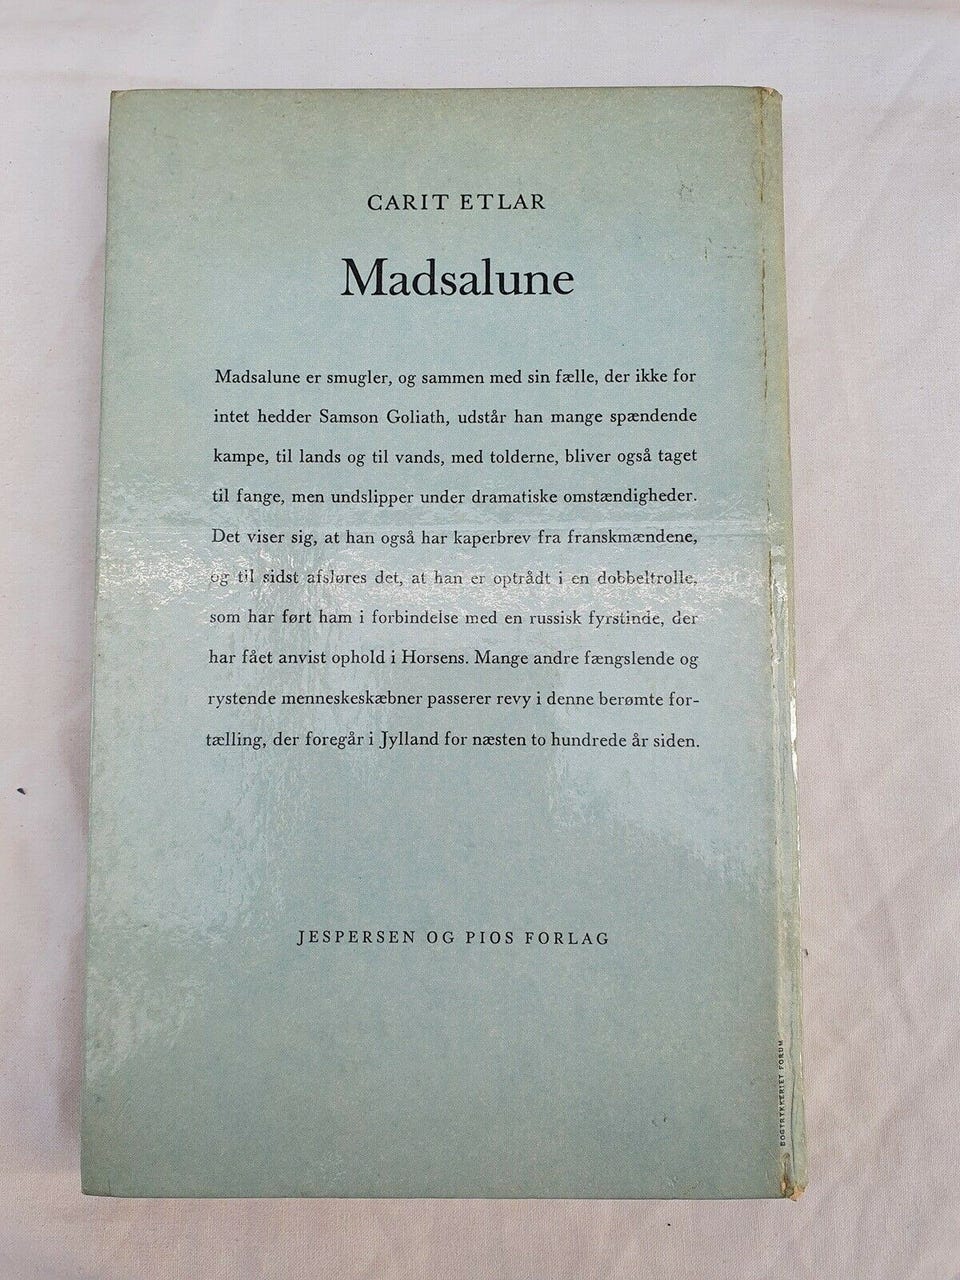 CARIT ETLAR
Madsalune
Madsalune er smugler, og sammen med sin fælle, der ikke for
intet hedder Samson Goliath, udstår han mange spændende
kampe, til lands og til vands, med tolderne, bliver også taget
til fange, men undslipper under dramatiske omstændigheder.
Det viser sig, at han også har kaperbrev fra franskmændene,
og til sidst afsløres det, at han er optrådt i en dobbeltrolle,
som har ført ham i forbindelse med en russisk fyrstinde, der
har fået anvist ophold i Horsens. Mange andre fængslende og
rystende menneskeskæbner passerer revy i denne berømte for-
tælling, der foregår i Jylland for næsten to hundrede år siden.
JESPERSEN OG PIOS FORLAG
BOGTRYKKERIET FORUM